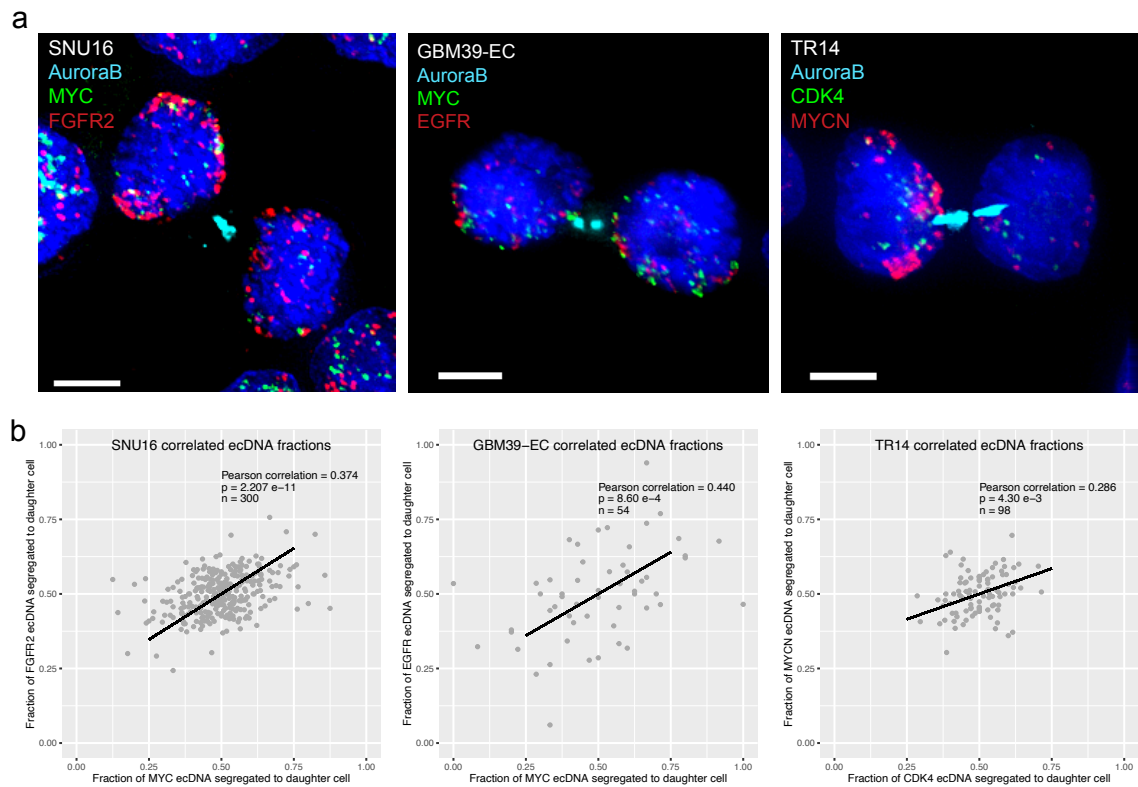 a
SNU16
AuroraB
MYC
FGFR2
GBM39-EC
AuroraB
MYC
EGFR
TR14
AuroraB
CDK4
MYCN
b
SNU16 correlated ecDNA fractions
Pearson correlation = 0.374
p = 2.207 e−11
n = 300
1.00
0.75
0.50
0.25
0.00
Fraction of FGFR2 ecDNA segregated to daughter cell
0.00 0.25 0.50 0.75 1.00
Fraction of MYC ecDNA segregated to daughter cell
GBM39−EC correlated ecDNA fractions
Pearson correlation = 0.440
p = 8.60 e−4
n = 54
1.00
0.75
0.50
0.25
0.00
Fraction of EGFR ecDNA segregated to daughter cell
0.00 0.25 0.50 0.75 1.00
Fraction of MYC ecDNA segregated to daughter cell
TR14 correlated ecDNA fractions
Pearson correlation = 0.286
p = 4.30 e−3
n = 98
1.00
0.75
0.50
0.25
0.00
Fraction of MYCN ecDNA segregated to daughter cell
0.00 0.25 0.50 0.75 1.00
Fraction of CDK4 ecDNA segregated to daughter cell